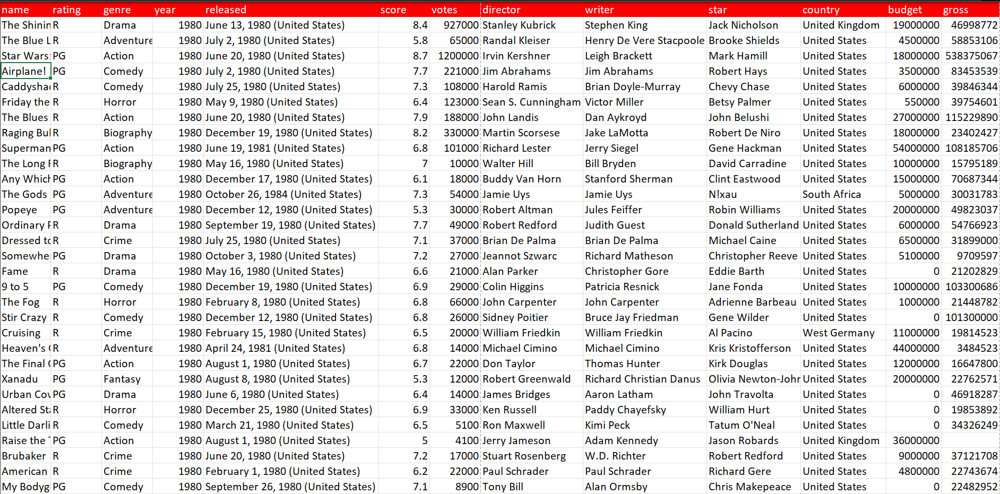 name rating genre year released score votes director writer star country budget gross
The Shinin R Drama 1980 June 13, 1980 (United States) 8.4 927000 Stanley Kubrick Stephen King Jack Nicholson United Kingdom 19000000 46998772
The Blue L R Adventure 1980 July 2, 1980 (United States) 5.8 65000 Randal Kleiser Henry De Vere Stacpoole Brooke Shields United States 4500000 58853106
Star Wars: PG Action 1980 June 20, 1980 (United States) 8.7 1200000 Irvin Kershner Leigh Brackett Mark Hamill United States 18000000 538375067
Airplane! PG Comedy 1980 July 2, 1980 (United States) 7.7 221000 Jim Abrahams Jim Abrahams Robert Hays United States 3500000 83453539
Caddysha R Comedy 1980 July 25, 1980 (United States) 7.3 108000 Harold Ramis Brian Doyle-Murray Chevy Chase United States 6000000 39846344
Friday the R Horror 1980 May 9, 1980 (United States) 6.4 123000 Sean S. Cunningham Victor Miller Betsy Palmer United States 550000 39754601
The Blues R Action 1980 June 20, 1980 (United States) 7.9 188000 John Landis Dan Aykroyd John Belushi United States 27000000 115229890
Raging Bul R Biography 1980 December 19, 1980 (United States) 8.2 330000 Martin Scorsese Jake LaMotta Robert De Niro United States 18000000 23402427
Superman PG Action 1980 June 19, 1981 (United States) 6.8 101000 Richard Lester Jerry Siegel Gene Hackman United States 54000000 108185706
The Long R Biography 1980 May 16, 1980 (United States) 7 10000 Walter Hill Bill Bryden David Carradine United States 10000000 15795189
Any Which PG Action 1980 December 17, 1980 (United States) 6.1 18000 Buddy Van Horn Stanford Sherman Clint Eastwood United States 15000000 70687344
The Gods PG Adventure 1980 October 26, 1984 (United States) 7.3 54000 Jamie Uys Jamie Uys N!xau South Africa 5000000 30031783
Popeye PG Adventure 1980 December 12, 1980 (United States) 5.3 30000 Robert Altman Jules Feiffer Robin Williams United States 20000000 49823037
Ordinary R Drama 1980 September 19, 1980 (United States) 7.7 49000 Robert Redford Judith Guest Donald Sutherland United States 6000000 54766923
Dressed to R Crime 1980 July 25, 1980 (United States) 7.1 37000 Brian De Palma Brian De Palma Michael Caine United States 6500000 31899000
Somewhe PG Drama 1980 October 3, 1980 (United States) 7.2 27000 Jeannot Szwarc Richard Matheson Christopher Reeve United States 5100000 9709597
Fame R Drama 1980 May 16, 1980 (United States) 6.6 21000 Alan Parker Christopher Gore Eddie Barth United States 0 21202829
9 to 5 PG Comedy 1980 December 19, 1980 (United States) 6.9 29000 Colin Higgins Patricia Resnick Jane Fonda United States 10000000 103300686
The Fog R Horror 1980 February 8, 1980 (United States) 6.8 66000 John Carpenter John Carpenter Adrienne Barbeau United States 1000000 21448782
Stir Crazy R Comedy 1980 December 12, 1980 (United States) 6.8 26000 Sidney Poitier Bruce Jay Friedman Gene Wilder United States 0 101300000
Cruising R Crime 1980 February 15, 1980 (United States) 6.5 20000 William Friedkin William Friedkin Al Pacino West Germany 11000000 19814523
Heaven's R Adventure 1980 April 24, 1981 (United States) 6.8 14000 Michael Cimino Michael Cimino Kris Kristofferson United States 44000000 3484523
The Final PG Action 1980 August 1, 1980 (United States) 6.7 22000 Don Taylor Thomas Hunter Kirk Douglas United States 12000000 16647800
Xanadu PG Fantasy 1980 August 8, 1980 (United States) 5.3 12000 Robert Greenwald Richard Christian Danus Olivia Newton-John United States 20000000 22762571
Urban Cow PG Drama 1980 June 6, 1980 (United States) 6.4 14000 James Bridges Aaron Latham John Travolta United States 0 46918287
Altered Sta R Horror 1980 December 25, 1980 (United States) 6.9 33000 Ken Russell Paddy Chayefsky William Hurt United States 0 19853892
Little Darli R Comedy 1980 March 21, 1980 (United States) 6.5 5100 Ron Maxwell Kimi Peck Tatum O'Neal United States 0 34326249
Raise the PG Action 1980 August 1, 1980 (United States) 5 4100 Jerry Jameson Adam Kennedy Jason Robards United Kingdom 36000000
Brubaker R Crime 1980 June 20, 1980 (United States) 7.2 17000 Stuart Rosenberg W.D. Richter Robert Redford United States 9000000 37121708
American R Crime 1980 February 1, 1980 (United States) 6.2 22000 Paul Schrader Paul Schrader Richard Gere United States 4800000 22743674
My Bodyg PG Comedy 1980 September 26, 1980 (United States) 7.1 8900 Tony Bill Alan Ormsby Chris Makepeace United States 0 22482952